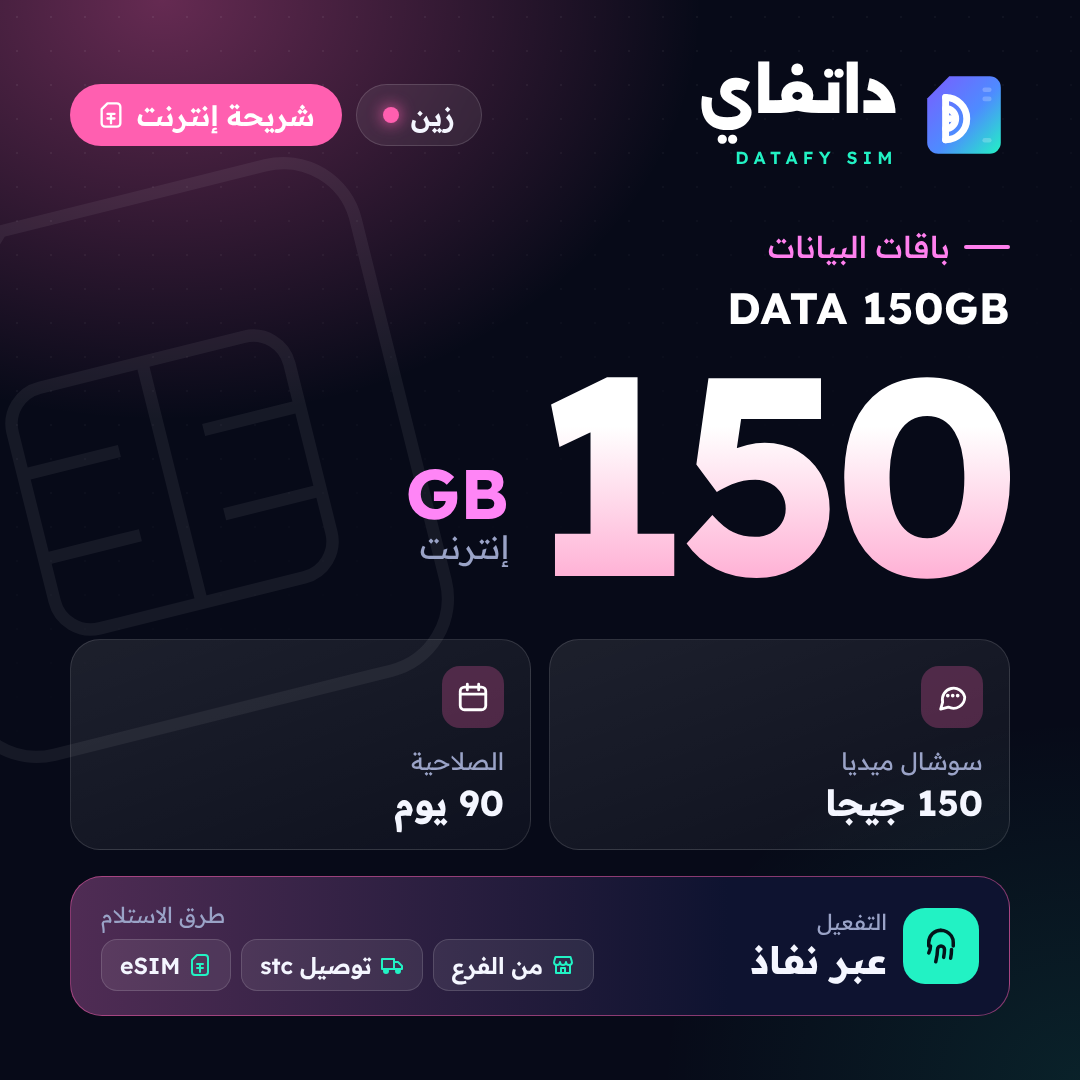 داتفاي
DATAFY SIM
زين
شريحة إنترنت
باقات البيانات
DATA 150GB
150
GB
إنترنت
سوشال ميديا
150 جيجا
الصلاحية
90 يوم
التفعيل
عبر نفاذ
طرق الاستلام
من الفرع
توصيل stc
eSIM